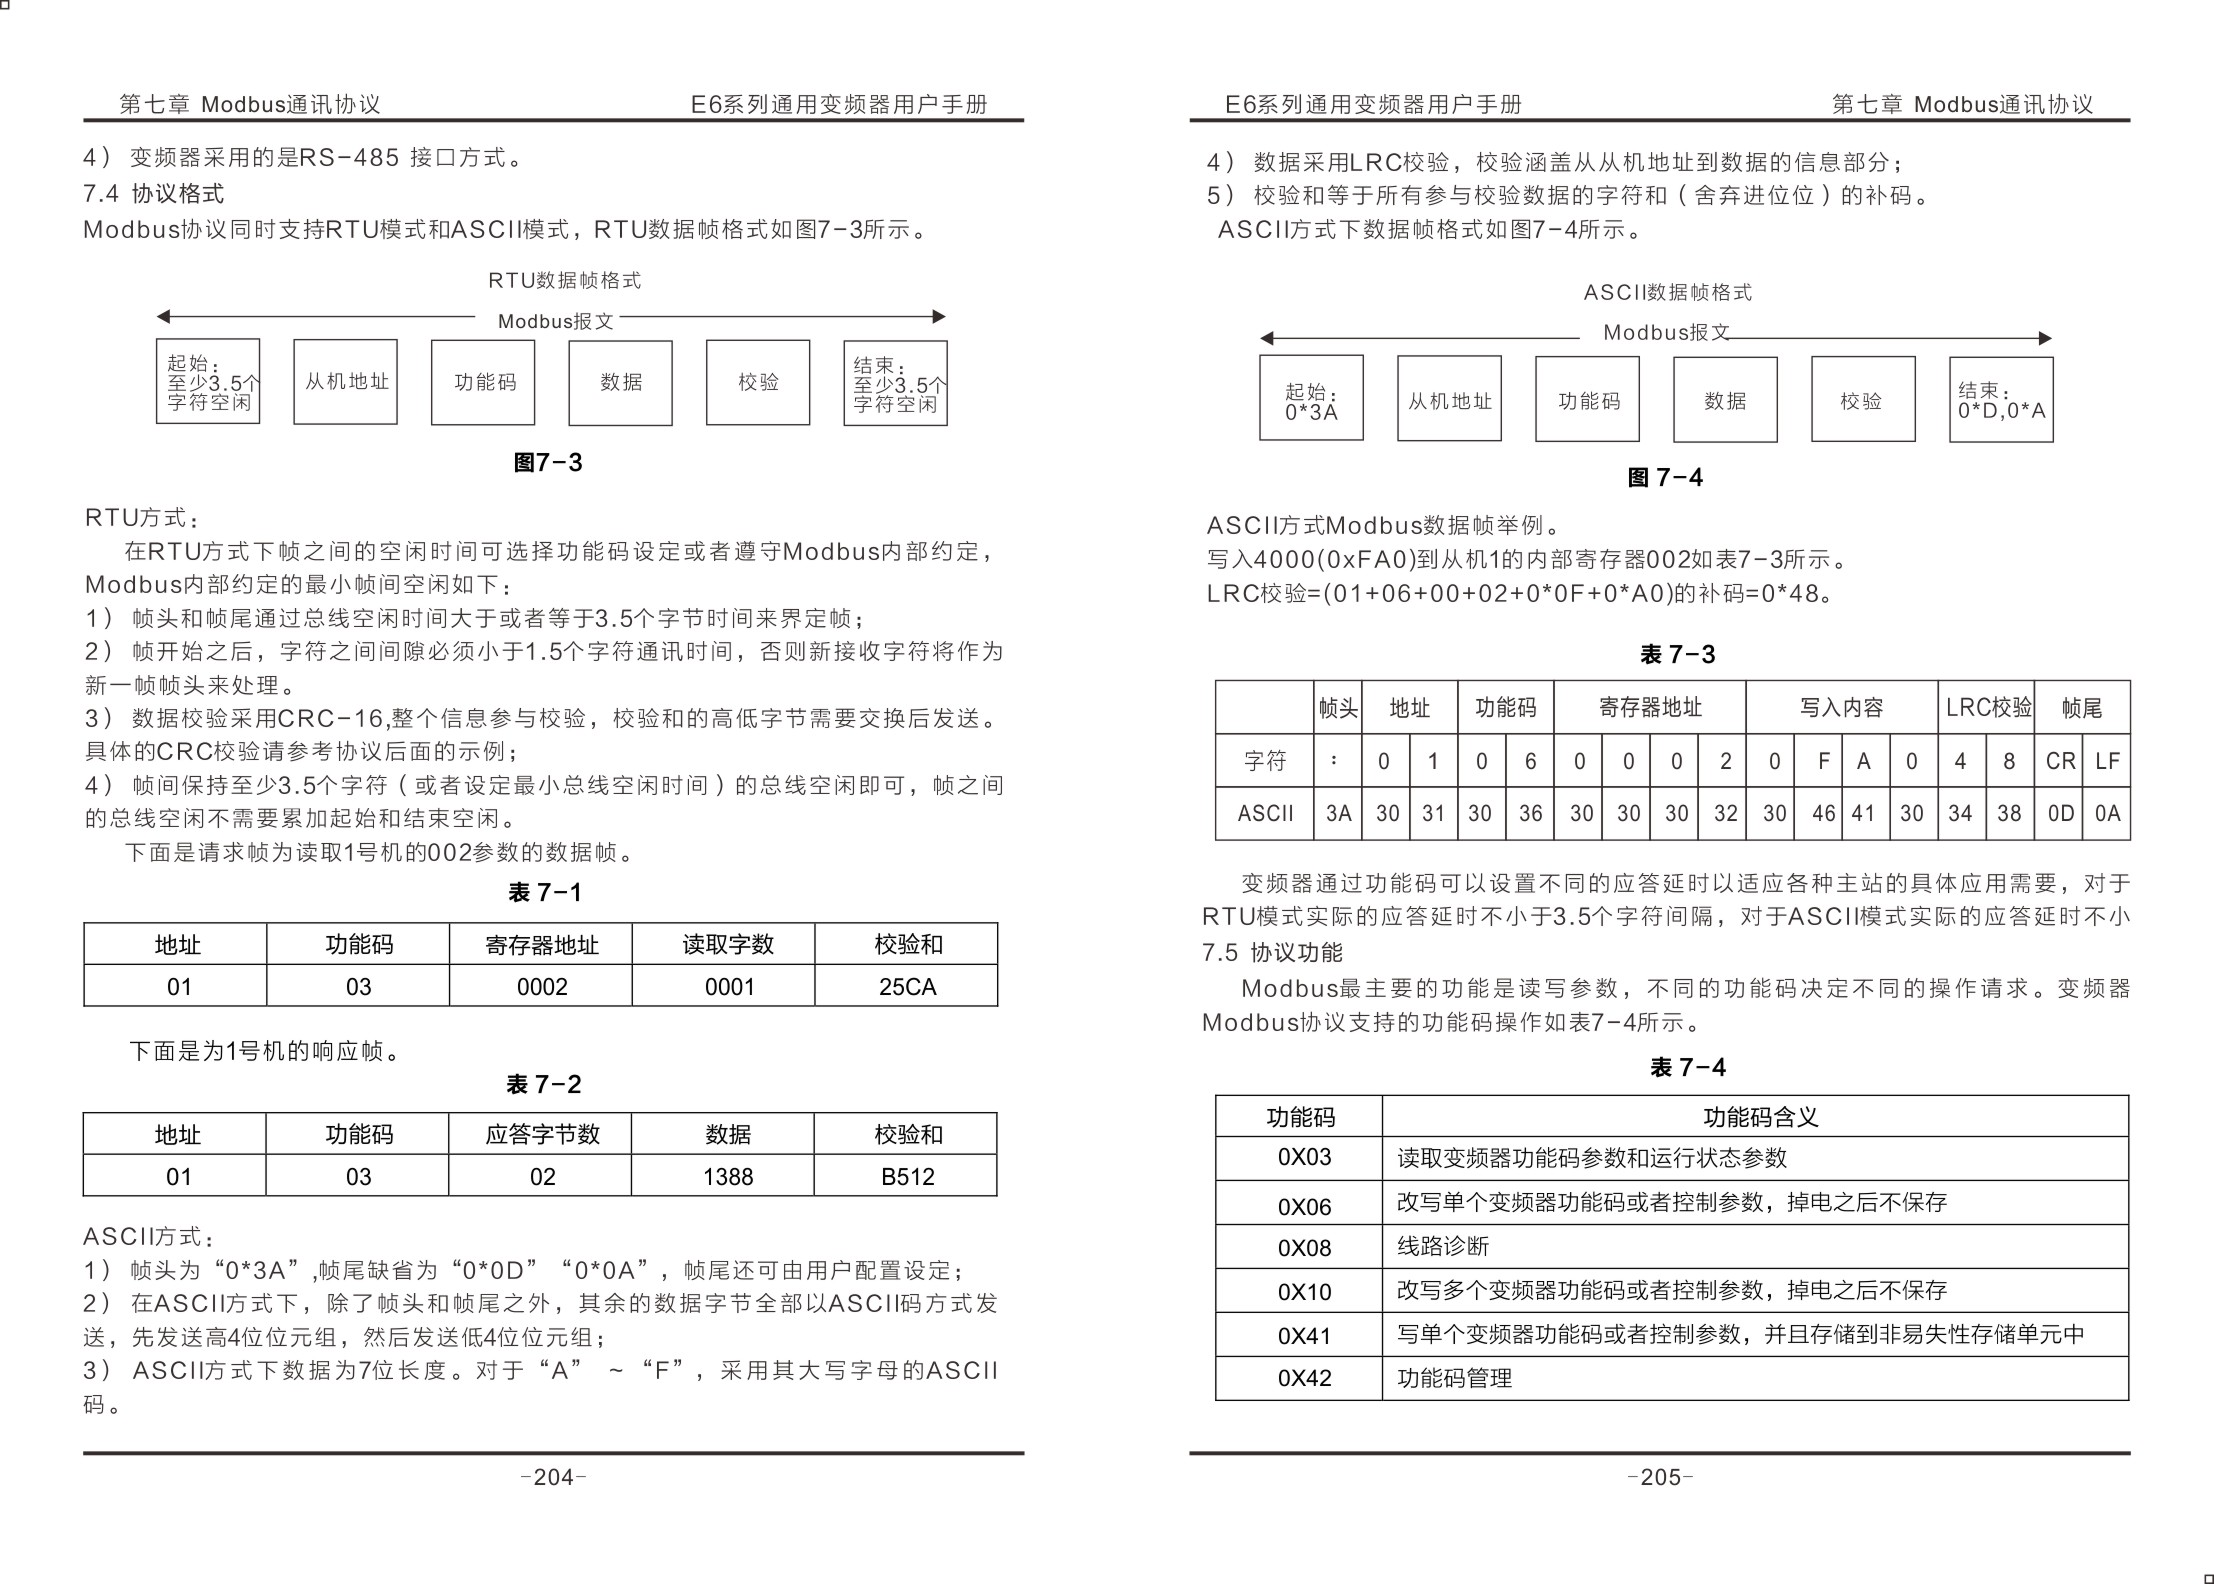 第七章 Modbus通讯协议 E6系列通用变频器用户手册
4） 变频器采用的是RS-485 接口方式。
7.4 协议格式
Modbus协议同时支持RTU模式和ASCII模式，RTU数据帧格式如图7-3所示。
RTU数据帧格式
Modbus报文
起始：
至少3.5个
字符空闲
从机地址
功能码
数据
校验
结束：
至少3.5个
字符空闲
图7-3
RTU方式：
在RTU方式下帧之间的空闲时间可选择功能码设定或者遵守Modbus内部约定，
Modbus内部约定的最小帧间空闲如下：
1） 帧头和帧尾通过总线空闲时间大于或者等于3.5个字节时间来界定帧；
2） 帧开始之后，字符之间间隙必须小于1.5个字符通讯时间，否则新接收字符将作为
新一帧帧头来处理。
3） 数据校验采用CRC-16,整个信息参与校验，校验和的高低字节需要交换后发送。
具体的CRC校验请参考协议后面的示例；
4） 帧间保持至少3.5个字符（或者设定最小总线空闲时间）的总线空闲即可，帧之间
的总线空闲不需要累加起始和结束空闲。
下面是请求帧为读取1号机的002参数的数据帧。
表 7-1
地址 功能码 寄存器地址 读取字数 校验和
01 03 0002 0001 25CA
下面是为1号机的响应帧。
表 7-2
地址 功能码 应答字节数 数据 校验和
01 03 02 1388 B512
ASCII方式：
1） 帧头为“0*3A”,帧尾缺省为“0*0D” “0*0A”，帧尾还可由用户配置设定；
2） 在ASCII方式下，除了帧头和帧尾之外，其余的数据字节全部以ASCII码方式发
送，先发送高4位位元组，然后发送低4位位元组；
3） ASCII方式下数据为7位长度。对于“A” ～“F”，采用其大写字母的ASCII
码。
-204-
E6系列通用变频器用户手册 第七章 Modbus通讯协议
4） 数据采用LRC校验，校验涵盖从从机地址到数据的信息部分；
5） 校验和等于所有参与校验数据的字符和（舍弃进位位）的补码。
ASCII方式下数据帧格式如图7-4所示。
ASCII数据帧格式
Modbus报文
起始：
0*3A
从机地址
功能码
数据
校验
结束：
0*D,0*A
图 7-4
ASCII方式Modbus数据帧举例。
写入4000(0xFA0)到从机1的内部寄存器002如表7-3所示。
LRC校验=(01+06+00+02+0*0F+0*A0)的补码=0*48。
表 7-3
帧头 地址 功能码 寄存器地址 写入内容 LRC校验 帧尾
字符 : 0 1 0 6 0 0 0 2 0 F A 0 4 8 CR LF
ASCII 3A 30 31 30 36 30 30 30 32 30 46 41 30 34 38 0D 0A
变频器通过功能码可以设置不同的应答延时以适应各种主站的具体应用需要，对于
RTU模式实际的应答延时不小于3.5个字符间隔，对于ASCII模式实际的应答延时不小
7.5 协议功能
Modbus最主要的功能是读写参数，不同的功能码决定不同的操作请求。变频器
Modbus协议支持的功能码操作如表7-4所示。
表 7-4
功能码 功能码含义
0X03 读取变频器功能码参数和运行状态参数
0X06 改写单个变频器功能码或者控制参数，掉电之后不保存
0X08 线路诊断
0X10 改写多个变频器功能码或者控制参数，掉电之后不保存
0X41 写单个变频器功能码或者控制参数，并且存储到非易失性存储单元中
0X42 功能码管理
-205-